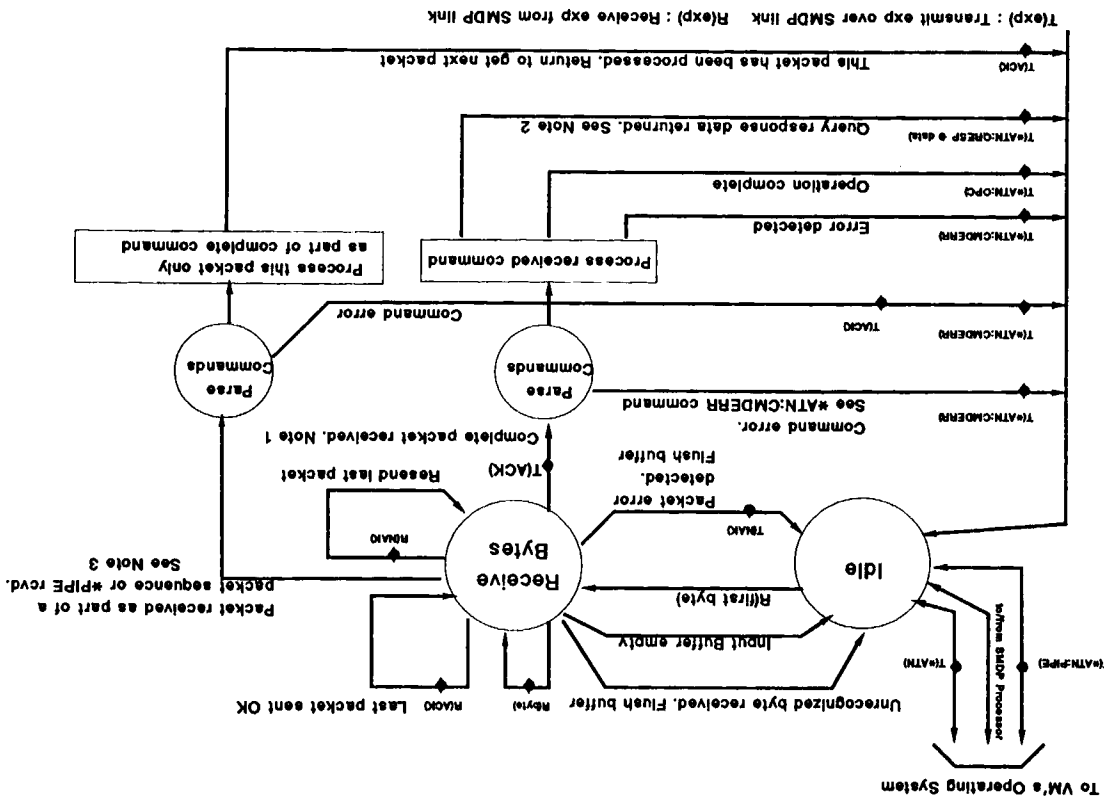 To VM's Operating System
T(*ATN:PIPE)
to/from SMDP Processor
T(*ATN)
Idle
Unrecognized byte received. Flush buffer.
Input Buffer empty
R(first byte)
T(NAK)
Packet error
detected.
Flush buffer
R(byte)
R(ACK)
Last packet sent OK
Receive
Bytes
R(NAK)
Resend last packet
Packet received as part of a
packet sequence or *PIPE rcvd.
See Note 3
T(ACK)
Complete packet received. Note 1
T(*ATN:CMDERR)
Command error.
See *ATN:CMDERR command
Parse
Commands
Parse
Commands
T(*ATN:CMDERR)
T(ACK)
Command error
Process received command
Process this packet only
as part of complete command
T(*ATN:CMDERR)
Error detected
T(*ATN:OPC)
Operation complete
T(*ATN:QRESP + data)
Query response data returned. See Note 2
T(ACK)
This packet has been processed. Return to get next packet
T(exp) : Transmit exp over SMDP link R(exp) : Receive exp from SMDP link